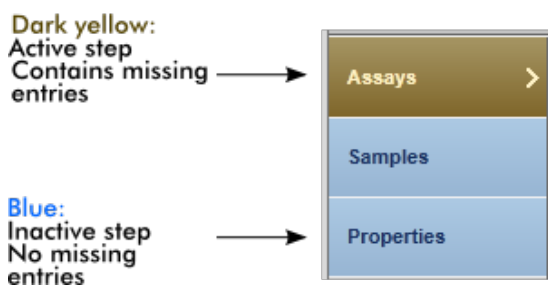 Dark yellow:
Active step
Contains missing
entries
Assays
Samples
Blue:
Inactive step
No missing
entries
Properties